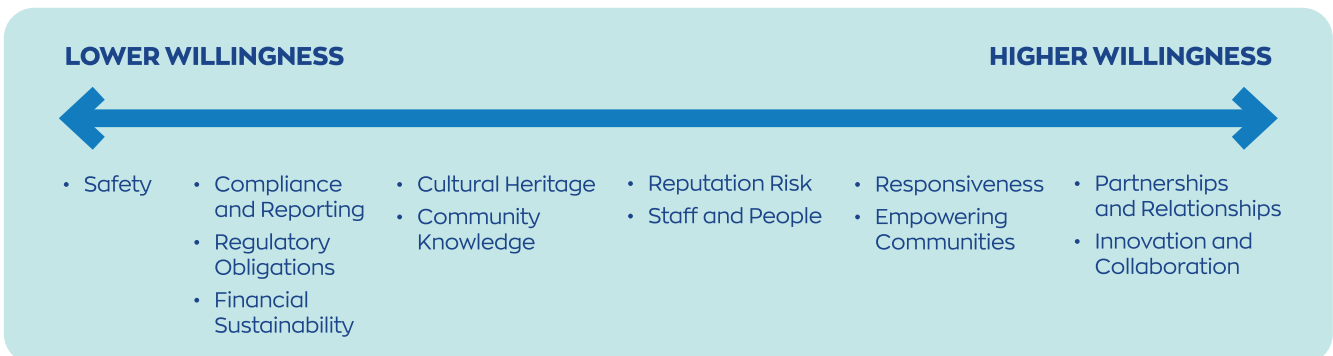 LOWER WILLINGNESS
HIGHER WILLINGNESS
• Safety
• Compliance
and Reporting
• Regulatory
Obligations
• Financial
Sustainability
• Cultural Heritage
• Community
Knowledge
• Reputation Risk
• Staff and People
• Responsiveness
• Empowering
Communities
• Partnerships
and Relationships
• Innovation and
Collaboration